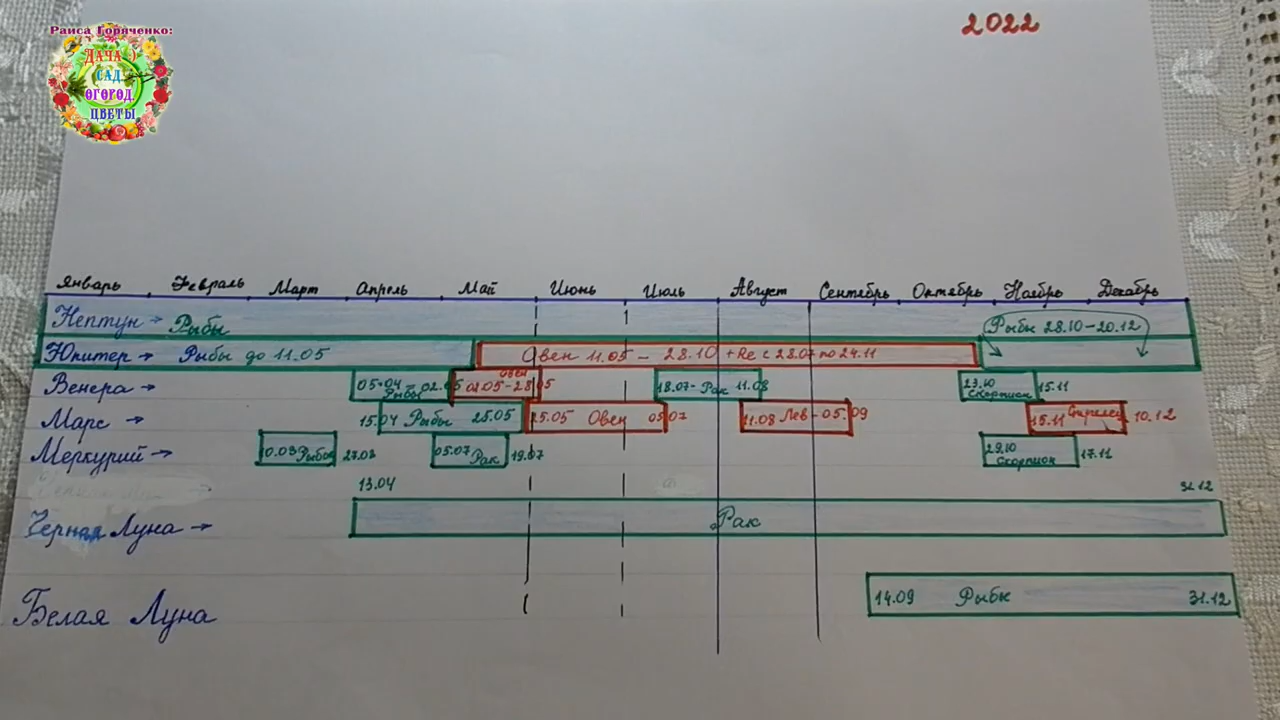 Раиса Горяченко:
Дача :)
сад,
огород,
цветы
2022
Январь Февраль Март Апрель Май Июнь Июль Август Сентябрь Октябрь Ноябрь Декабрь
Нептун → Рыбы Рыбы 28.10-20.12
Юпитер → Рыбы до 11.05 Овен 11.05 - 28.10 + Re с 28.07 по 24.11
Венера → 05.04 Рыбы - 02.05 02.05-28.05 18.07- Рак 11.08 23.10 Скорпион 15.11
Марс → 15.04 Рыбы 25.05 25.05 Овен 05.07 11.08 Лев - 05.09 15.11 Стрелец - 10.12
Меркурий → 10.03 Рыбы 27.03 05.07 Рак 19.07 29.10 Скорпион 17.11
13.04 31.12
Черная Луна → Рак
Белая Луна 14.09 Рыбы 31.12